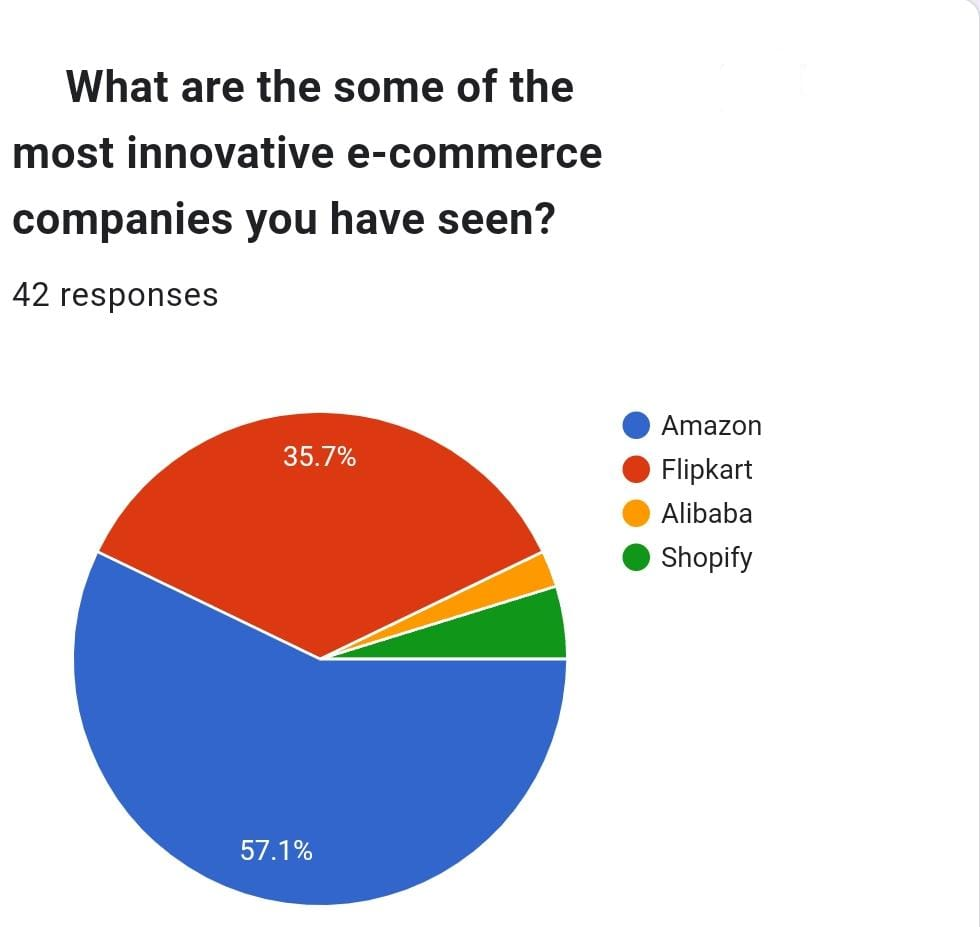 What are the some of the
most innovative e-commerce
companies you have seen?
42 responses
35.7%
57.1%
Amazon
Flipkart
Alibaba
Shopify